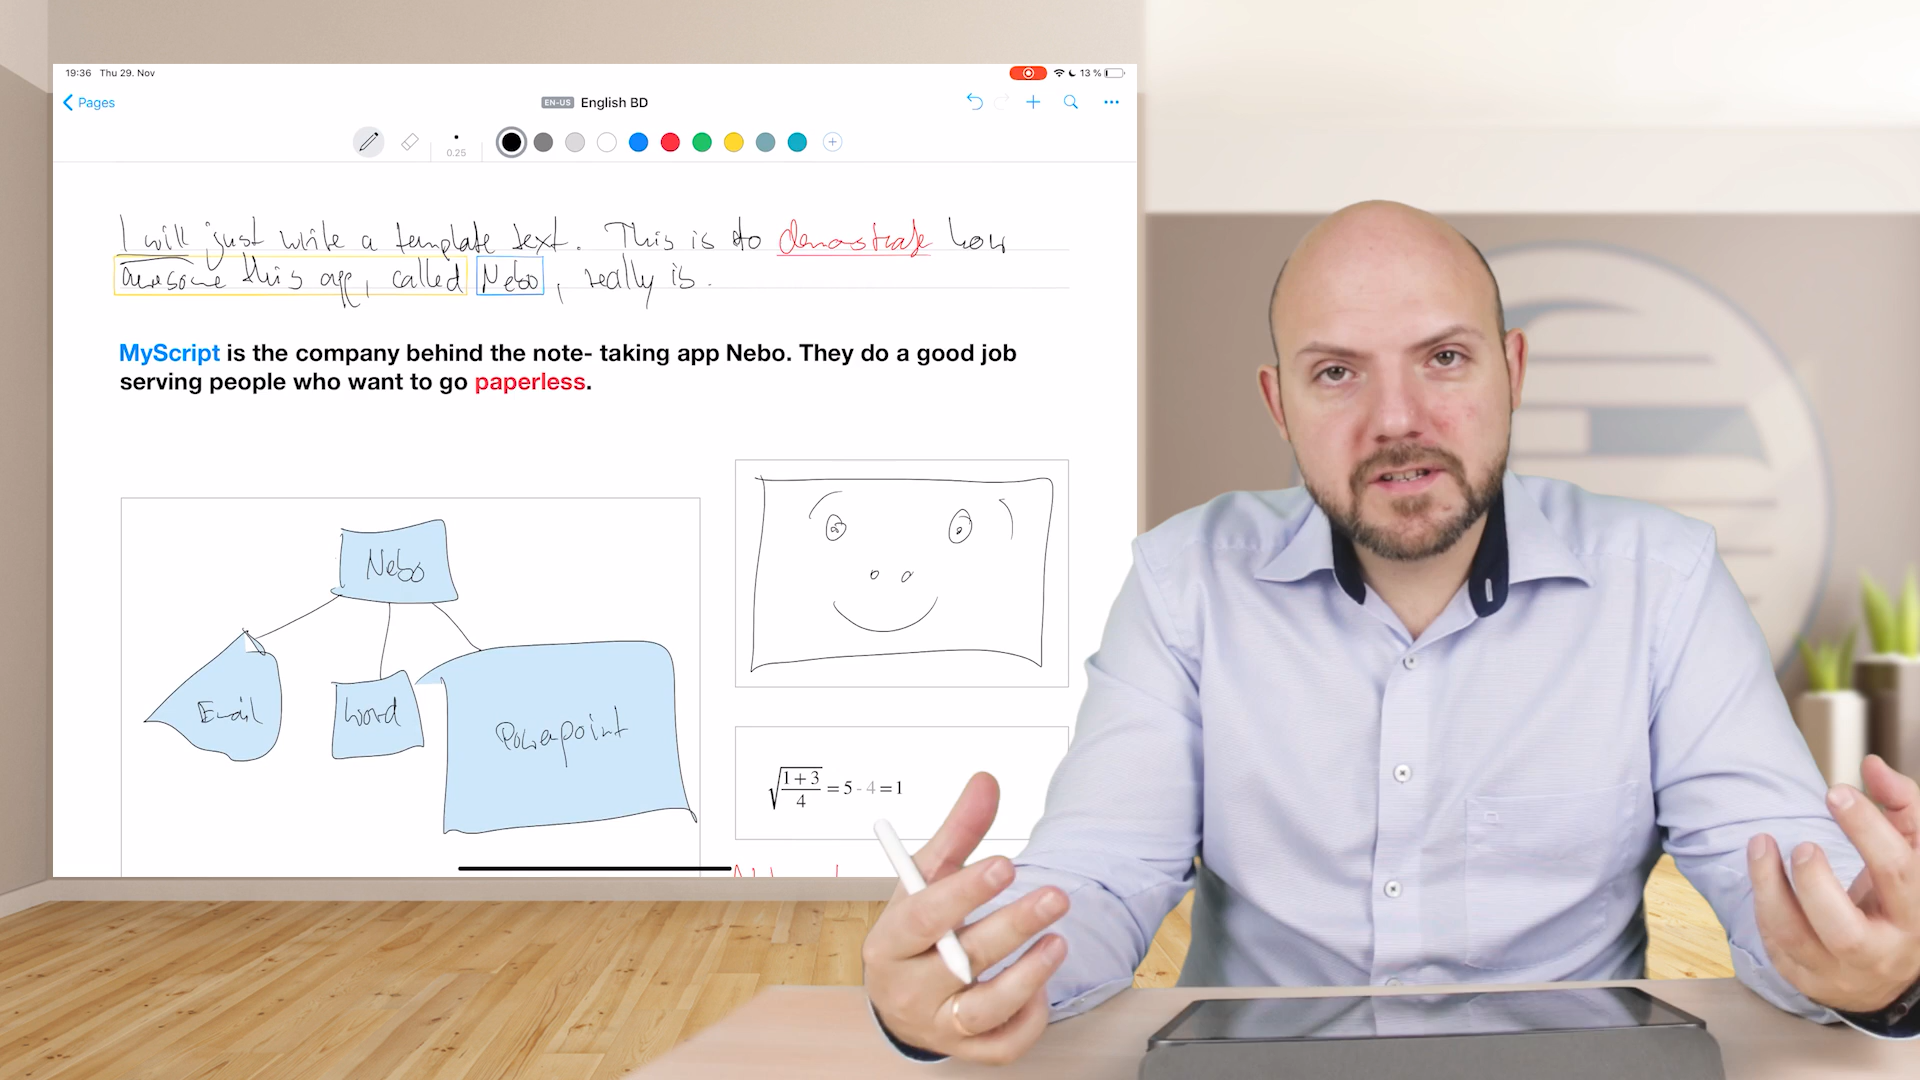 19:36 Thu 29. Nov
13 %
Pages
EN-US English BD
0.25
I will just write a template text. This is to demostrate how
awesome this app, called Nebo, really is.
MyScript is the company behind the note- taking app Nebo. They do a good job
serving people who want to go paperless.
Nebo
Email
Word
Powerpoint
√(1+3)/4 = 5 - 4 = 1